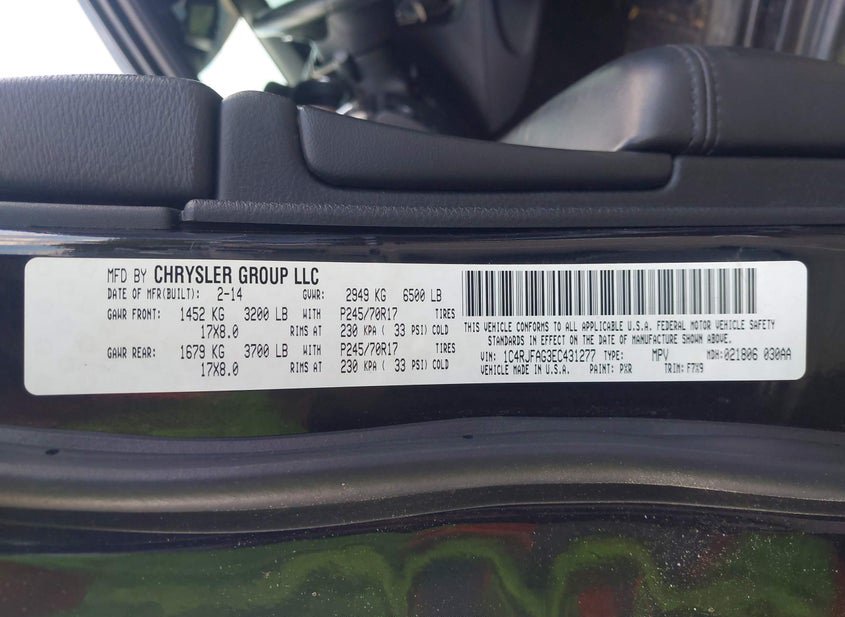 MFD BY CHRYSLER GROUP LLC
DATE OF MFR(BUILT): 2-14 GVWR: 2949 KG 6500 LB
GAWR FRONT: 1452 KG 3200 LB WITH P245/70R17 TIRES
17X8.0 RIMS AT 230 KPA ( 33 PSI) COLD
GAWR REAR: 1679 KG 3700 LB WITH P245/70R17 TIRES
17X8.0 RIMS AT 230 KPA ( 33 PSI) COLD
THIS VEHICLE CONFORMS TO ALL APPLICABLE U.S.A. FEDERAL MOTOR VEHICLE SAFETY
STANDARDS IN EFFECT ON THE DATE OF MANUFACTURE SHOWN ABOVE.
VIN: 1C4RJFAG3EC431277 TYPE: MPV MDH: 021806 030AA
VEHICLE MADE IN U.S.A. PAINT: PXR TRIM: F7X9